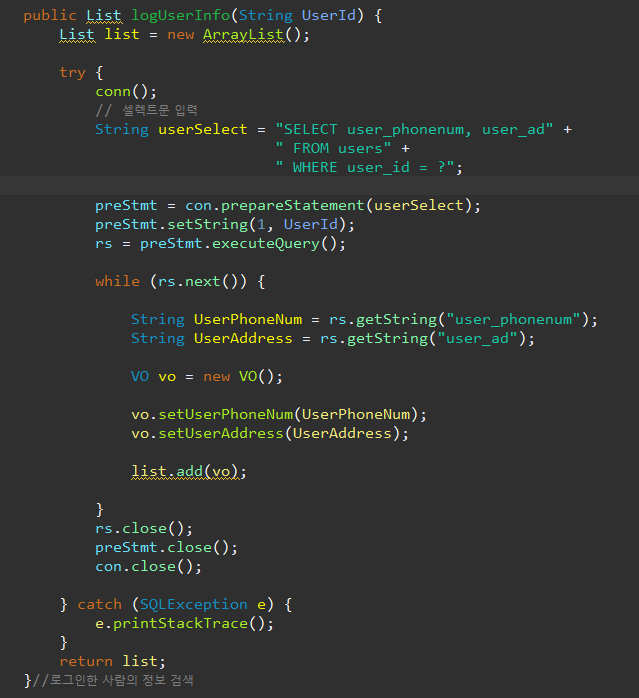 public List logUserInfo(String UserId) {
List list = new ArrayList();
try {
conn();
// 셀렉트문 입력
String userSelect = "SELECT user_phonenum, user_ad" +
" FROM users" +
" WHERE user_id = ?";
preStmt = con.prepareStatement(userSelect);
preStmt.setString(1, UserId);
rs = preStmt.executeQuery();
while (rs.next()) {
String UserPhoneNum = rs.getString("user_phonenum");
String UserAddress = rs.getString("user_ad");
VO vo = new VO();
vo.setUserPhoneNum(UserPhoneNum);
vo.setUserAddress(UserAddress);
list.add(vo);
}
rs.close();
preStmt.close();
con.close();
} catch (SQLException e) {
e.printStackTrace();
}
return list;
}//로그인한 사람의 정보 검색